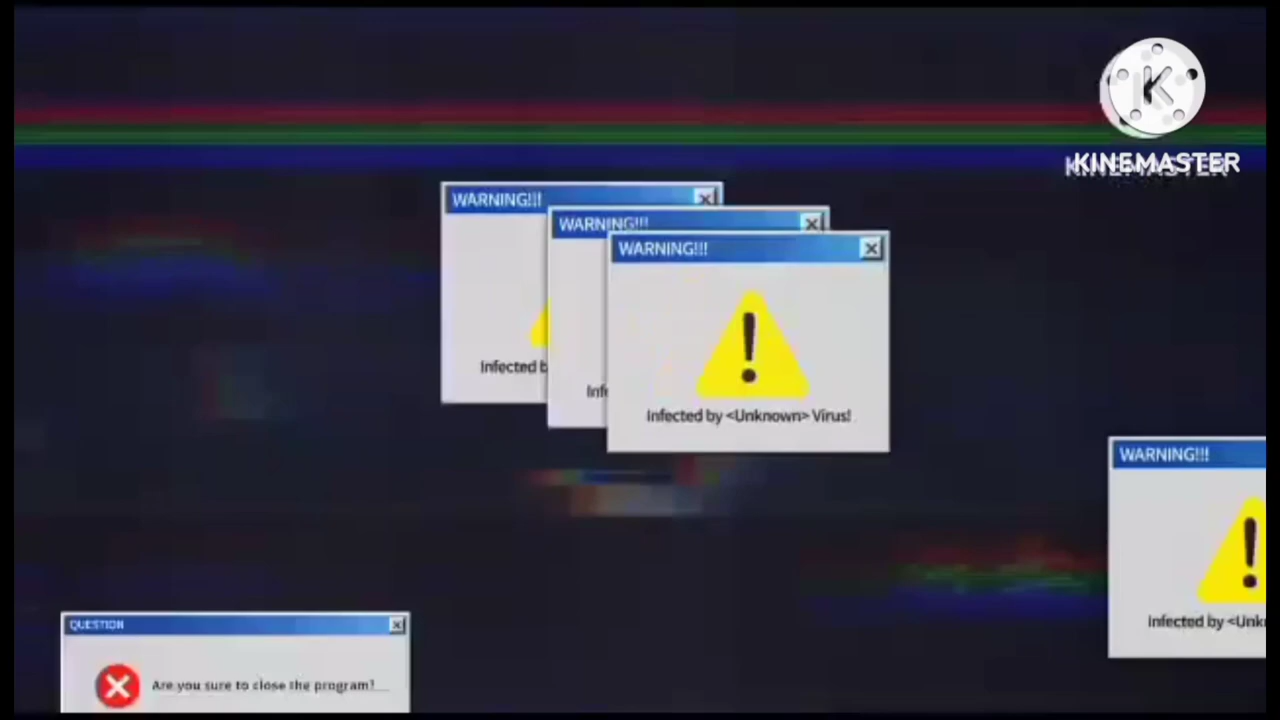 K
KINEMASTER
WARNING!!!
WARNING!!!
WARNING!!!
Infected b
Infe
Infected by <Unknown> Virus!
WARNING!!!
Infected by <Unkn
QUESTION
Are you sure to close the program?